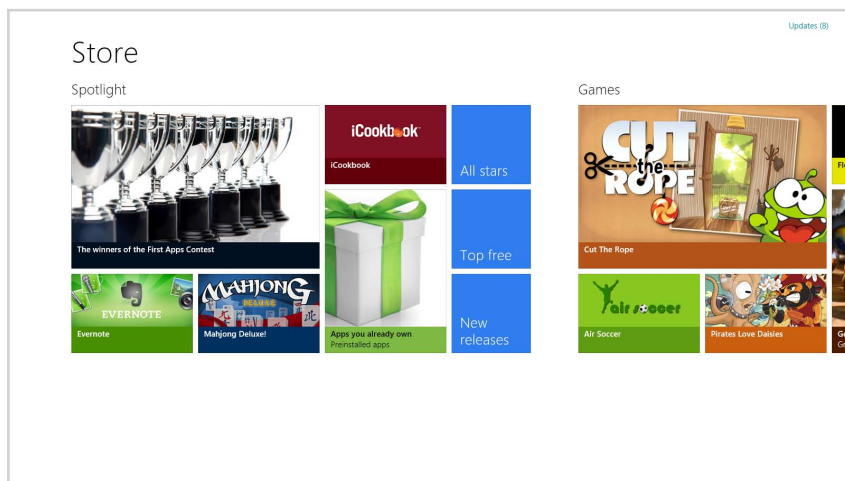 Updates (8)
Store
Spotlight
The winners of the First Apps Contest
EVERNOTE
Evernote
MAHJONG
DELUXE
Mahjong Deluxe!
iCookbook
iCookbook
Apps you already own
Preinstalled apps
All stars
Top free
New
releases
Games
CUT
the
ROPE
Cut The Rope
air soccer
Air Soccer
Pirates Love Daisies